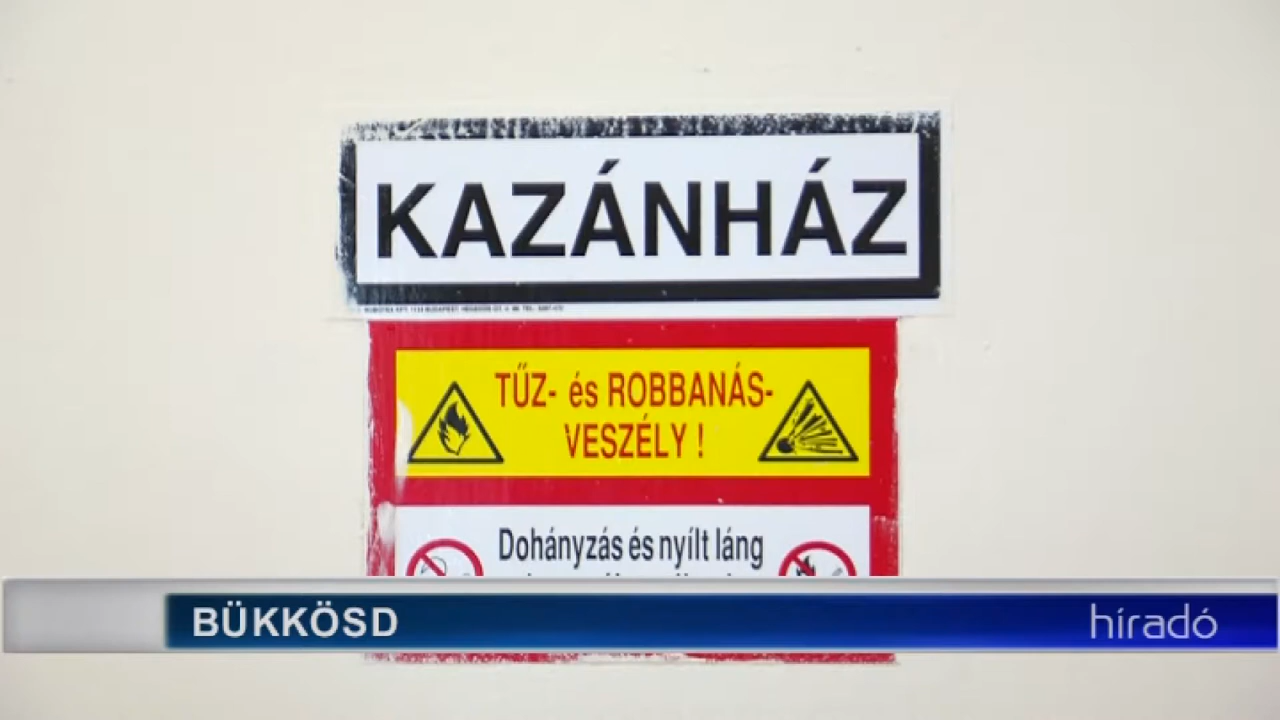 KAZÁNHÁZ
TŰZ- és ROBBANÁS-
VESZÉLY !
Dohányzás és nyílt láng
BÜKKÖSD
híradó